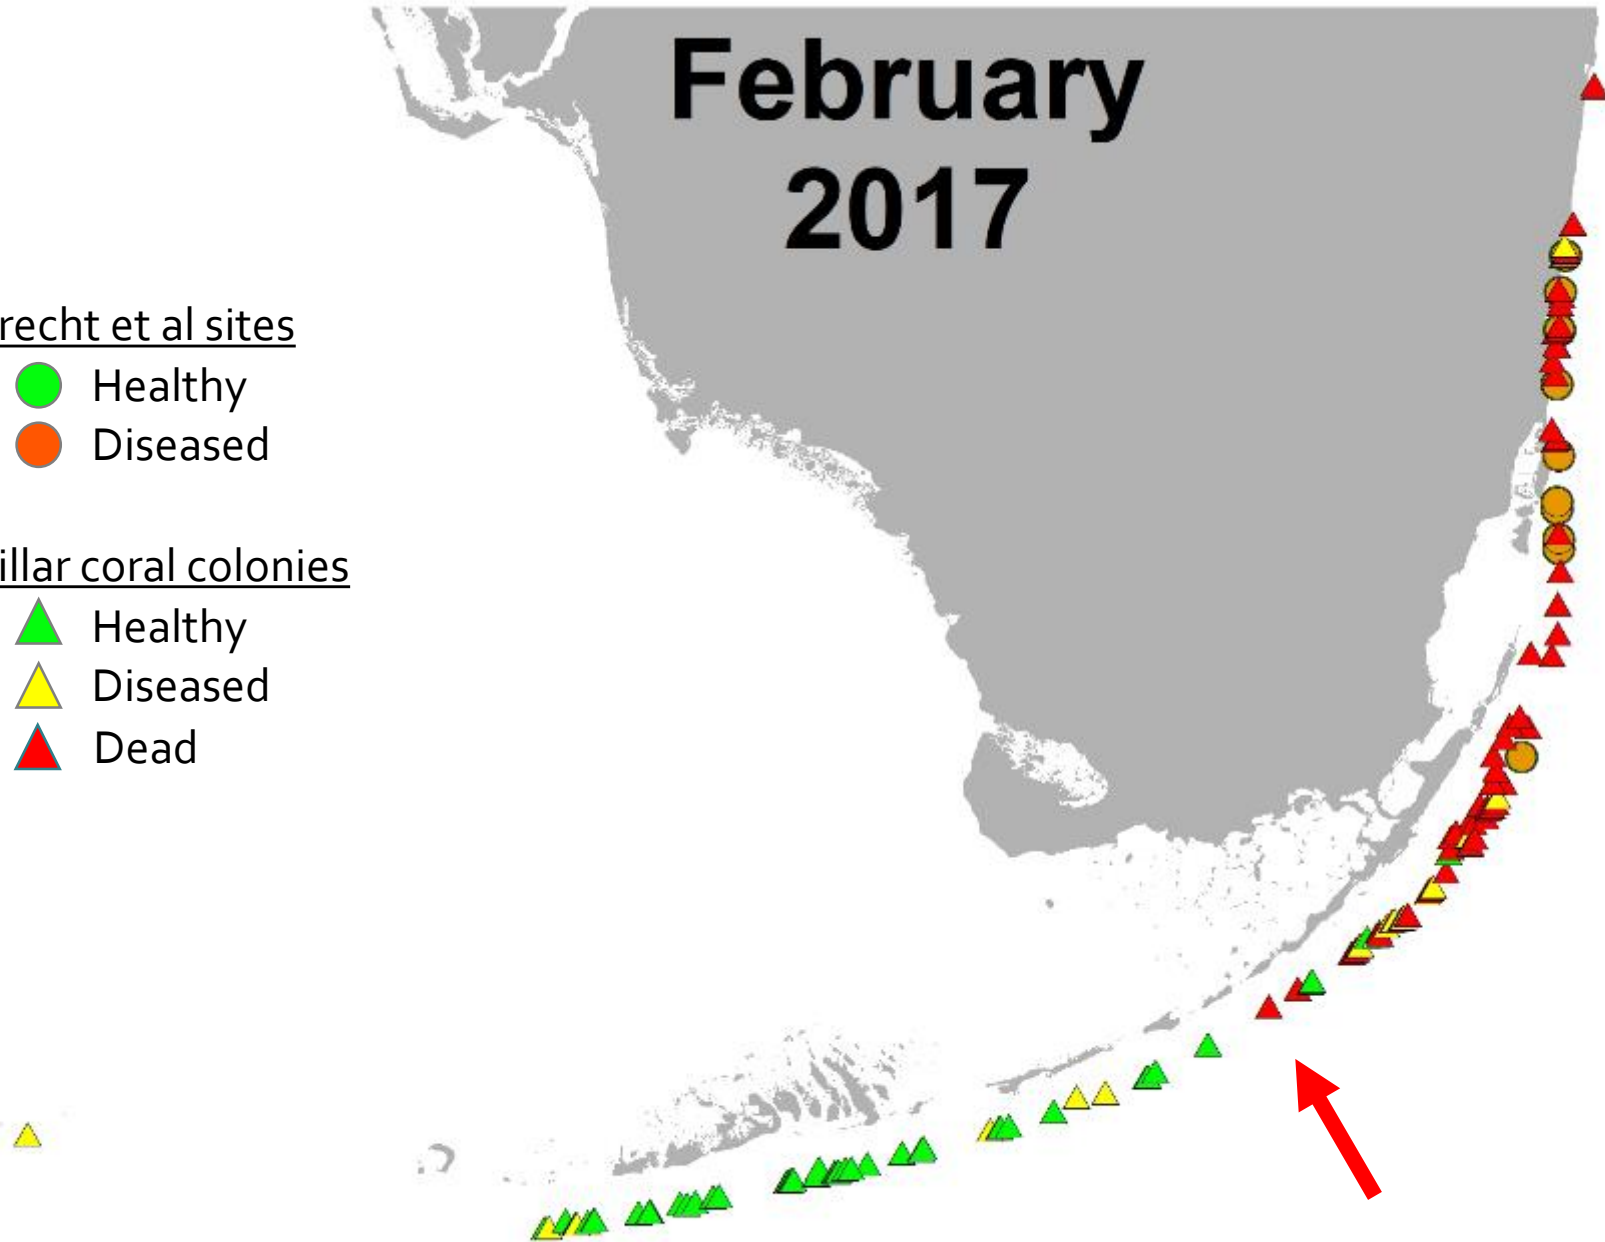 February
2017
recht et al sites
Healthy
Diseased
illar coral colonies
Healthy
Diseased
Dead